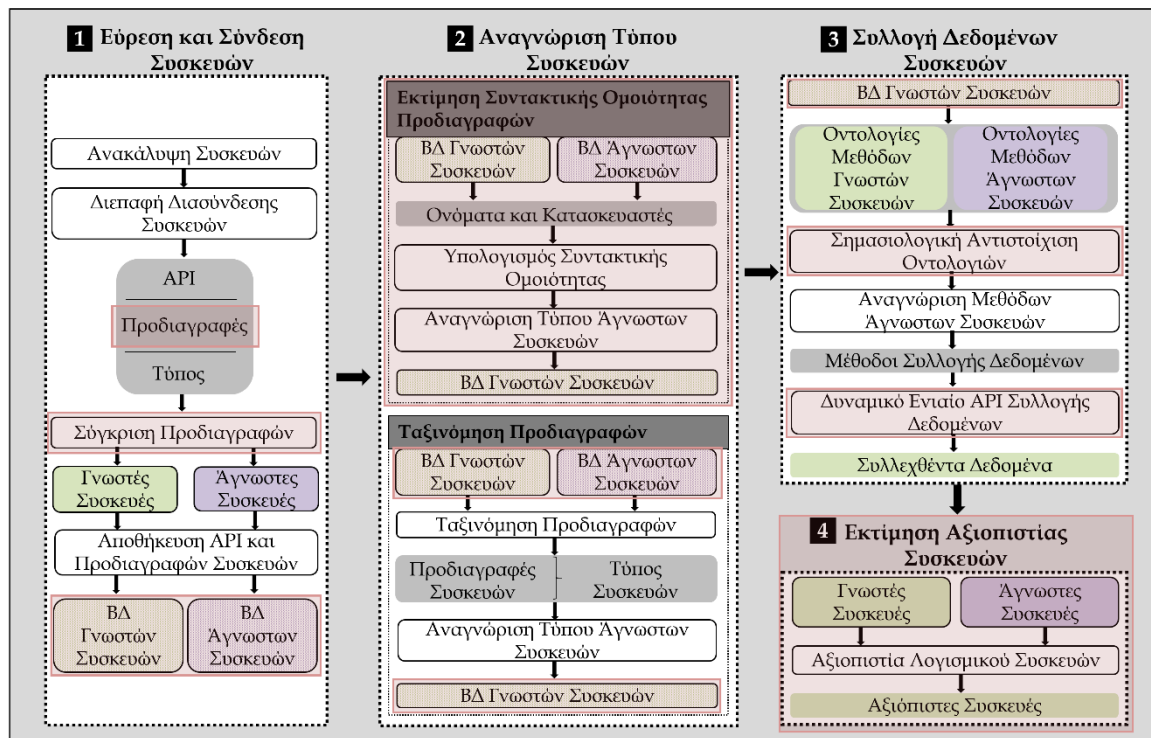 1 Εύρεση και Σύνδεση
Συσκευών
Ανακάλυψη Συσκευών
Διεπαφή Διασύνδεσης
Συσκευών
API
Προδιαγραφές
Τύπος
Σύγκριση Προδιαγραφών
Γνωστές
Συσκευές
Άγνωστες
Συσκευές
Αποθήκευση API και
Προδιαγραφών Συσκευών
ΒΔ
Γνωστών
Συσκευών
ΒΔ
Άγνωστων
Συσκευών
2 Αναγνώριση Τύπου
Συσκευών
Εκτίμηση Συντακτικής Ομοιότητας
Προδιαγραφών
ΒΔ Γνωστών
Συσκευών
ΒΔ Άγνωστων
Συσκευών
Ονόματα και Κατασκευαστές
Υπολογισμός Συντακτικής
Ομοιότητας
Αναγνώριση Τύπου Άγνωστων
Συσκευών
ΒΔ Γνωστών Συσκευών
Ταξινόμηση Προδιαγραφών
ΒΔ Γνωστών
Συσκευών
ΒΔ Άγνωστων
Συσκευών
Ταξινόμηση Προδιαγραφών
Προδιαγραφές
Συσκευών
Τύπος
Συσκευών
Αναγνώριση Τύπου Άγνωστων
Συσκευών
ΒΔ Γνωστών Συσκευών
3 Συλλογή Δεδομένων
Συσκευών
ΒΔ Γνωστών Συσκευών
Οντολογίες
Μεθόδων
Γνωστών
Συσκευών
Οντολογίες
Μεθόδων
Άγνωστων
Συσκευών
Σημασιολογική Αντιστοίχιση
Οντολογιών
Αναγνώριση Μεθόδων
Άγνωστων Συσκευών
Μέθοδοι Συλλογής Δεδομένων
Δυναμικό Ενιαίο API Συλλογής
Δεδομένων
Συλλεχθέντα Δεδομένα
4 Εκτίμηση Αξιοπιστίας
Συσκευών
Γνωστές
Συσκευές
Άγνωστες
Συσκευές
Αξιοπιστία Λογισμικού Συσκευών
Αξιόπιστες Συσκευές